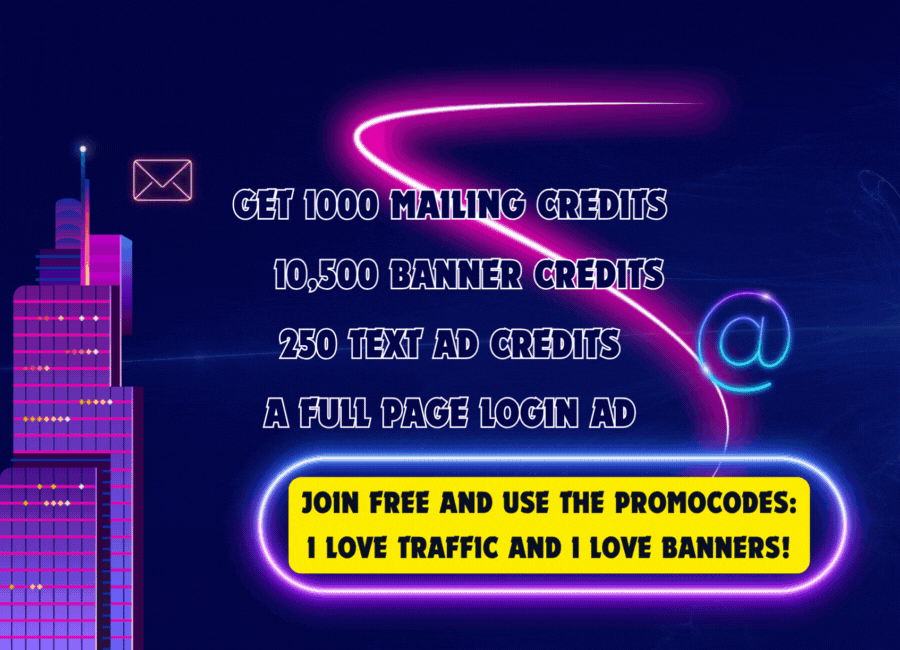 GET 1000 MAILING CREDITS
10,500 BANNER CREDITS
250 TEXT AD CREDITS
A FULL PAGE LOGIN AD
JOIN FREE AND USE THE PROMOCODES:
I LOVE TRAFFIC AND I LOVE BANNERS!